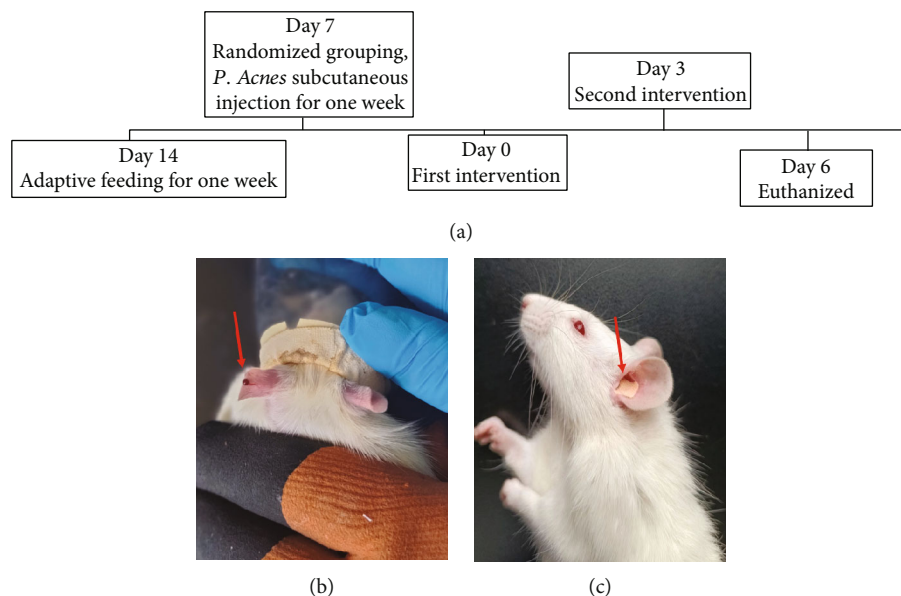 Day 7
Randomized grouping,
P. Acnes subcutaneous
injection for one week
Day 3
Second intervention
Day 14
Adaptive feeding for one week
Day 0
First intervention
Day 6
Euthanized
(a)
(b)
(c)